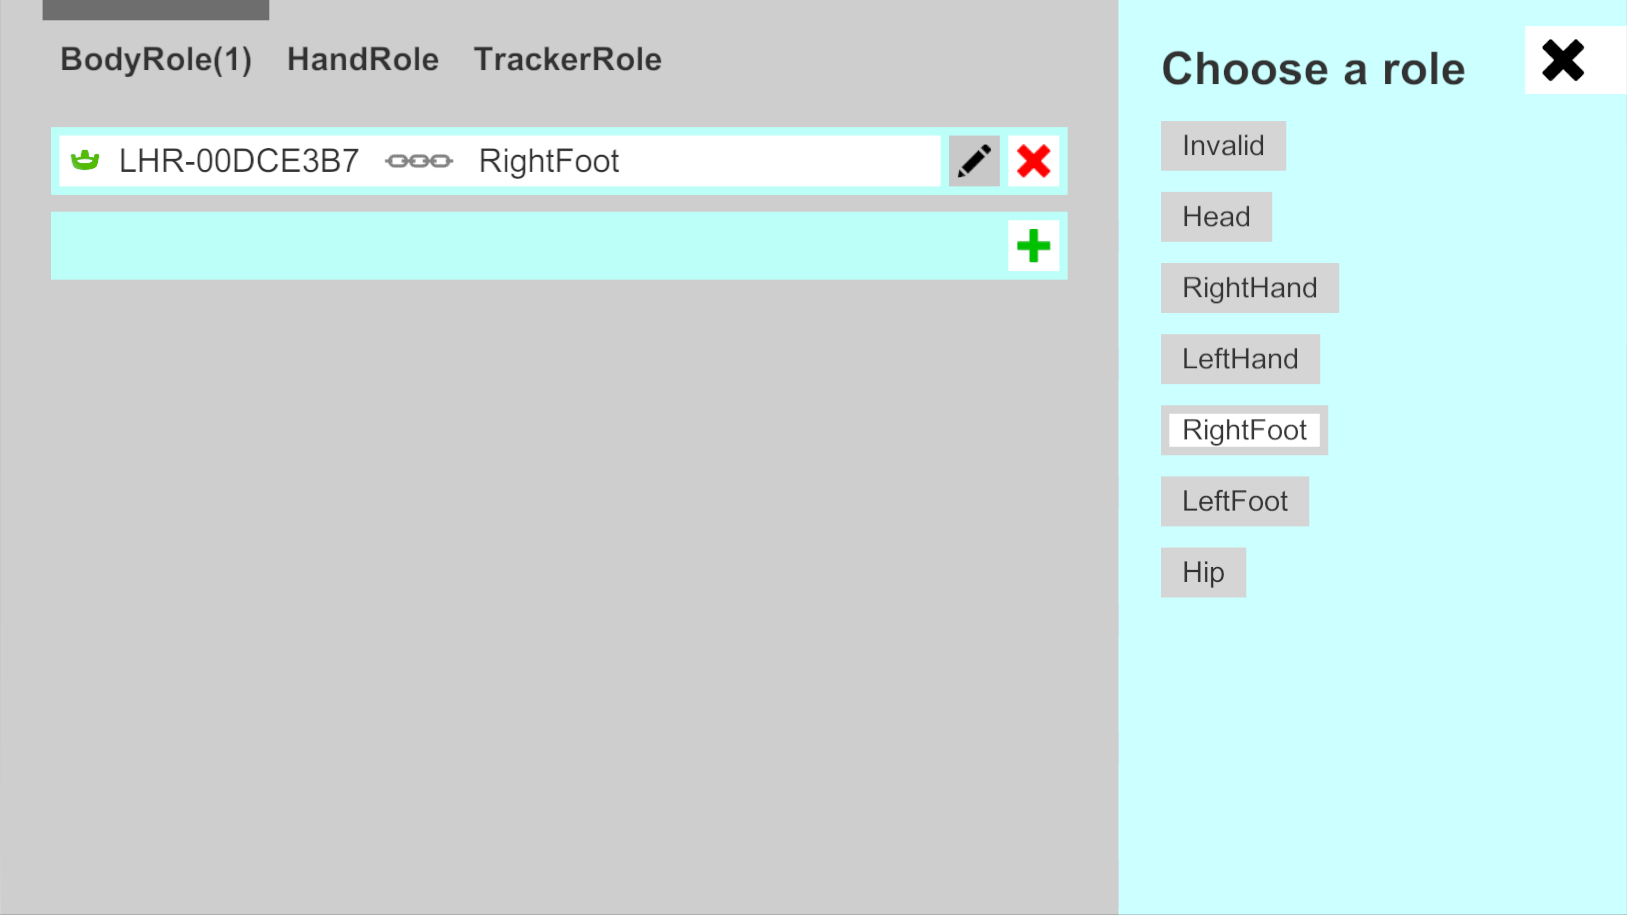 BodyRole(1) HandRole TrackerRole
LHR-00DCE3B7 RightFoot
Choose a role
Invalid
Head
RightHand
LeftHand
RightFoot
LeftFoot
Hip